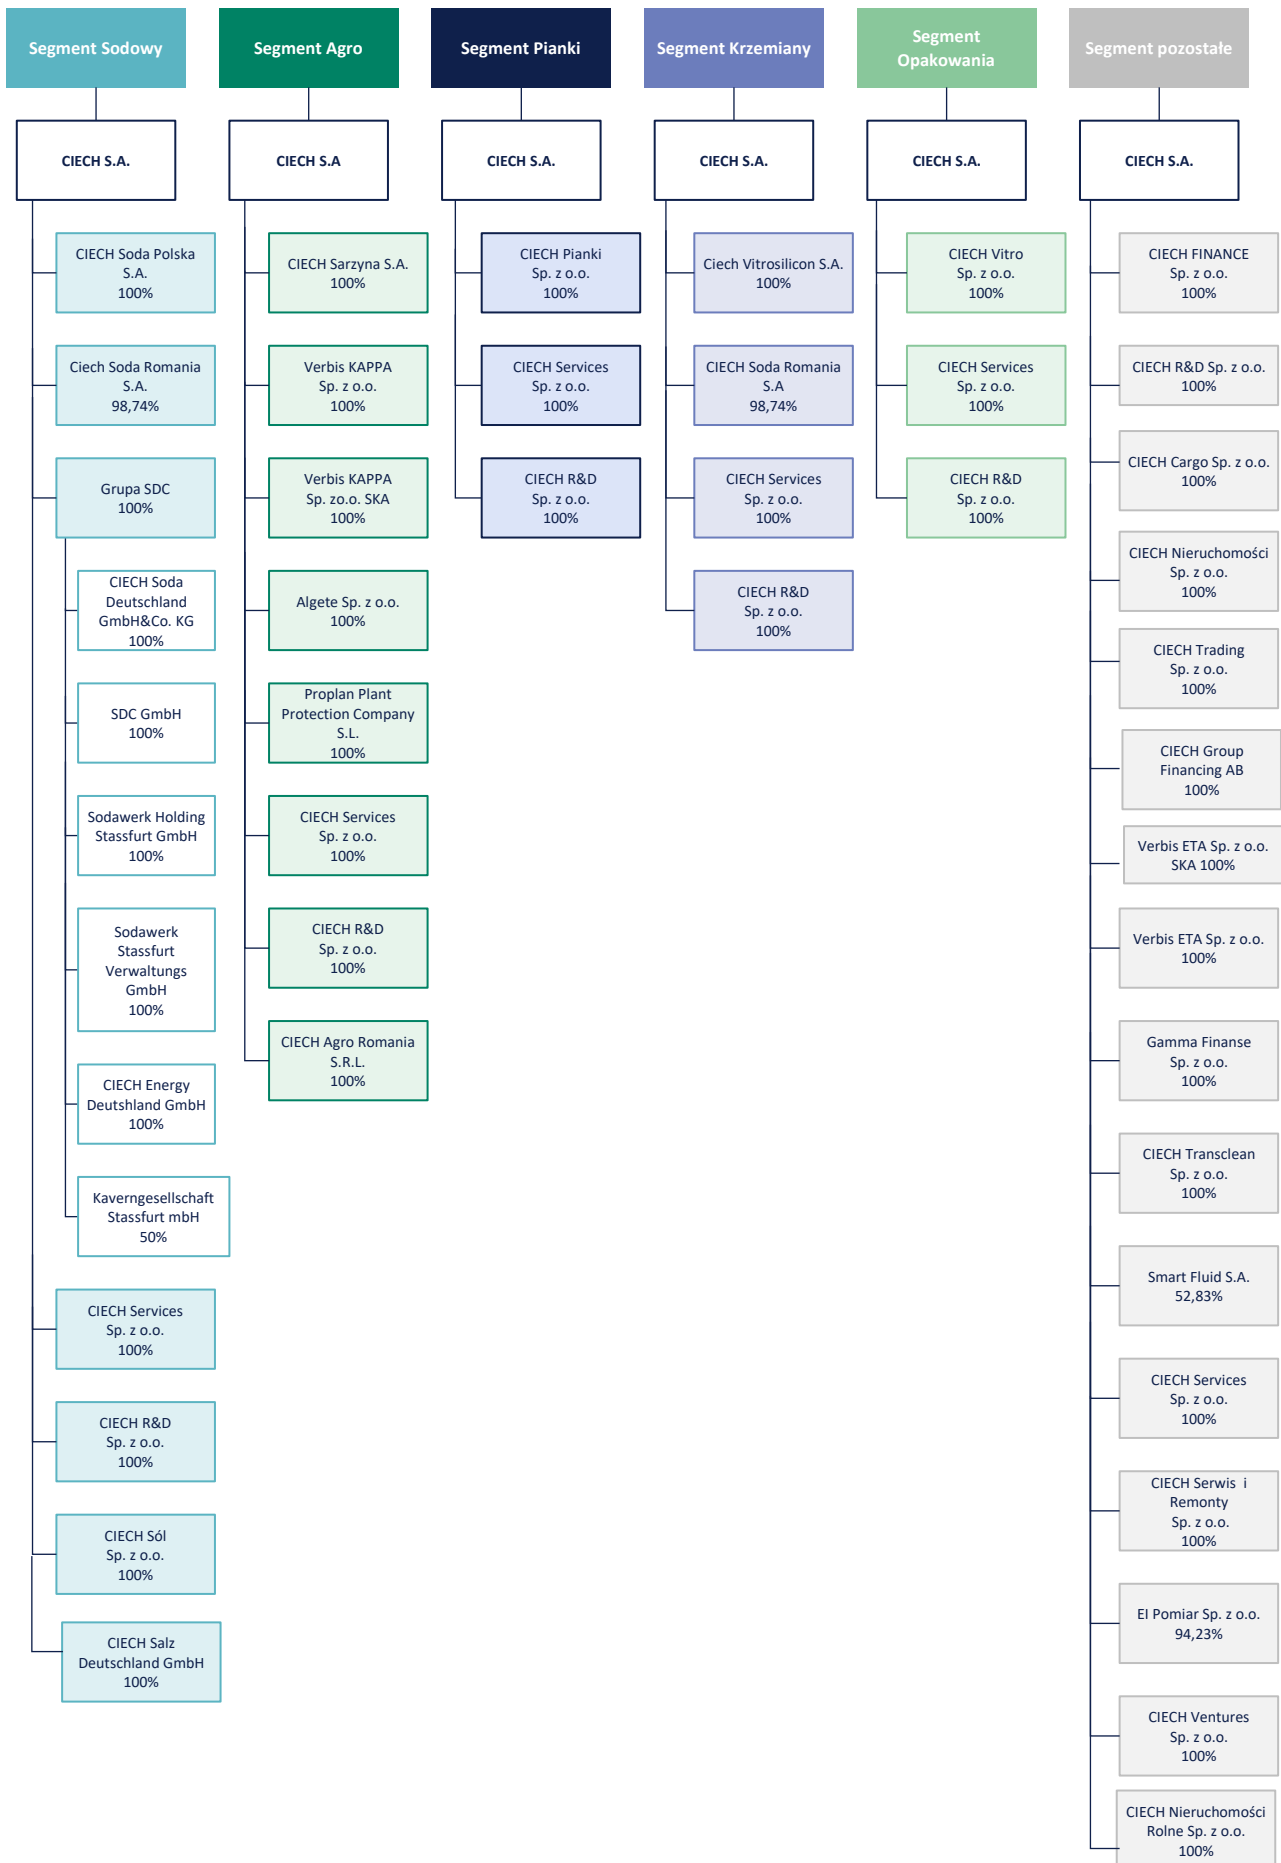 Segment Sodowy
CIECH S.A.
CIECH Soda Polska
S.A.
100%
Ciech Soda Romania
S.A.
98,74%
Grupa SDC
100%
CIECH Soda
Deutschland
GmbH&Co. KG
100%
SDC GmbH
100%
Sodawerk Holding
Stassfurt GmbH
100%
Sodawerk
Stassfurt
Verwaltungs
GmbH
100%
CIECH Energy
Deutshland GmbH
100%
Kaverngesellschaft
Stassfurt mbH
50%
CIECH Services
Sp. z o.o.
100%
CIECH R&D
Sp. z o.o.
100%
CIECH Sól
Sp. z o.o.
100%
CIECH Salz
Deutschland GmbH
100%
Segment Agro
CIECH S.A
CIECH Sarzyna S.A.
100%
Verbis KAPPA
Sp. z o.o.
100%
Verbis KAPPA
Sp. zo.o. SKA
100%
Algete Sp. z o.o.
100%
Proplan Plant
Protection Company
S.L.
100%
CIECH Services
Sp. z o.o.
100%
CIECH R&D
Sp. z o.o.
100%
CIECH Agro Romania
S.R.L.
100%
Segment Pianki
CIECH S.A.
CIECH Pianki
Sp. z o.o.
100%
CIECH Services
Sp. z o.o.
100%
CIECH R&D
Sp. z o.o.
100%
Segment Krzemiany
CIECH S.A.
Ciech Vitrosilicon S.A.
100%
CIECH Soda Romania
S.A
98,74%
CIECH Services
Sp. z o.o.
100%
CIECH R&D
Sp. z o.o.
100%
Segment
Opakowania
CIECH S.A.
CIECH Vitro
Sp. z o.o.
100%
CIECH Services
Sp. z o.o.
100%
CIECH R&D
Sp. z o.o.
100%
Segment pozostałe
CIECH S.A.
CIECH FINANCE
Sp. z o.o.
100%
CIECH R&D Sp. z o.o.
100%
CIECH Cargo Sp. z o.o.
100%
CIECH Nieruchomości
Sp. z o.o.
100%
CIECH Trading
Sp. z o.o.
100%
CIECH Group
Financing AB
100%
Verbis ETA Sp. z o.o.
SKA 100%
Verbis ETA Sp. z o.o.
100%
Gamma Finanse
Sp. z o.o.
100%
CIECH Transclean
Sp. z o.o.
100%
Smart Fluid S.A.
52,83%
CIECH Services
Sp. z o.o.
100%
CIECH Serwis i
Remonty
Sp. z o.o.
100%
El Pomiar Sp. z o.o.
94,23%
CIECH Ventures
Sp. z o.o.
100%
CIECH Nieruchomości
Rolne Sp. z o.o.
100%